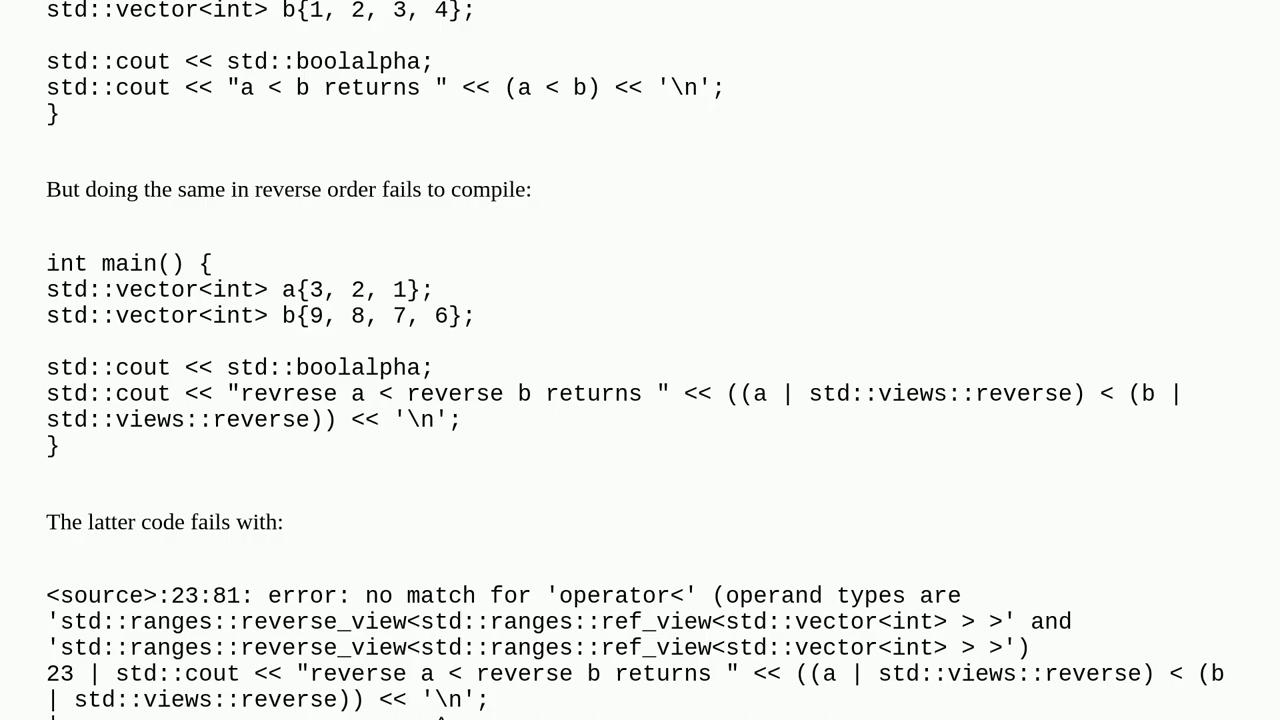 std::vector<int> b{1, 2, 3, 4};
std::cout << std::boolalpha;
std::cout << "a < b returns " << (a < b) << '\n';
}
But doing the same in reverse order fails to compile:
int main() {
std::vector<int> a{3, 2, 1};
std::vector<int> b{9, 8, 7, 6};
std::cout << std::boolalpha;
std::cout << "revrese a < reverse b returns " << ((a | std::views::reverse) < (b |
std::views::reverse)) << '\n';
}
The latter code fails with:
<source>:23:81: error: no match for 'operator<' (operand types are
'std::ranges::reverse_view<std::ranges::ref_view<std::vector<int> > >' and
'std::ranges::reverse_view<std::ranges::ref_view<std::vector<int> > >')
23 | std::cout << "reverse a < reverse b returns " << ((a | std::views::reverse) < (b
| std::views::reverse)) << '\n';